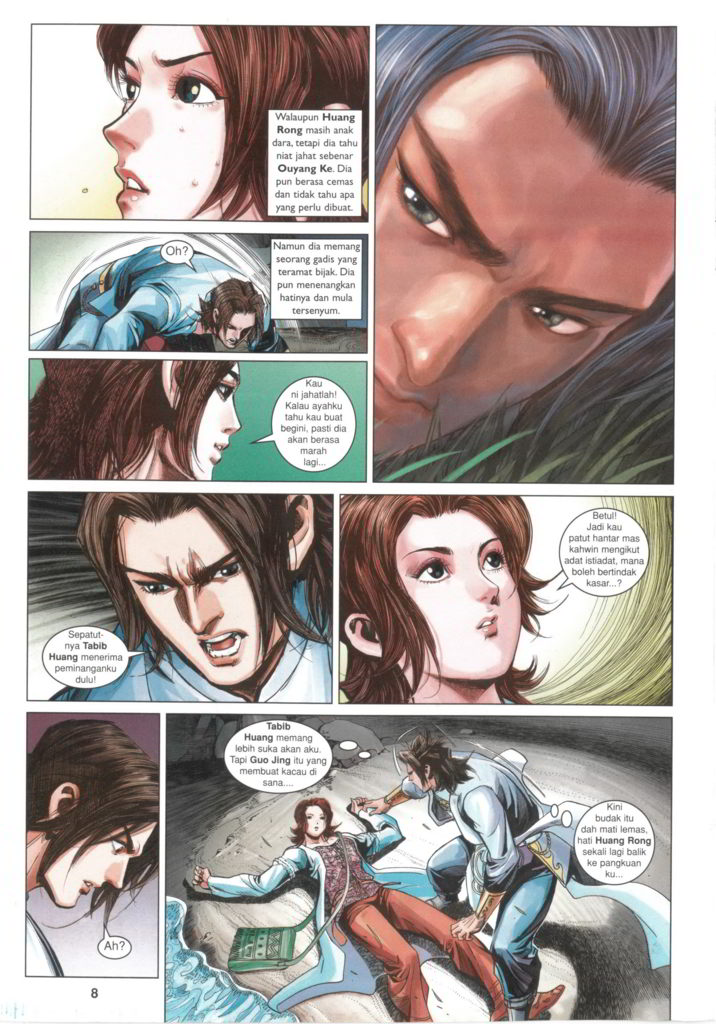 Walaupun Huang
Rong masih anak
dara, tetapi dia tahu
niat jahat sebenar
Ouyang Ke. Dia
pun berasa cemas
dan tidak tahu apa
yang perlu dibuat.
Oh?
Namun dia memang
seorang gadis yang
teramat bijak. Dia
pun menenangkan
hatinya dan mula
tersenyum.
Kau
ni jahatlah!
Kalau ayahku
tahu kau buat
begini, pasti dia
akan berasa
marah
lagi...
Sepatut-
nya Tabib
Huang menerima
peminanganku
dulu!
Betul!
Jadi kau
patut hantar mas
kahwin mengikut
adat istiadat, mana
boleh bertindak
kasar...?
Ah?
Tabib
Huang memang
lebih suka akan aku.
Tapi Guo Jing itu yang
membuat kacau di
sana....
Kini
budak itu
dah mati lemas,
hati Huang Rong
sekali lagi balik
ke pangkuan
ku...
8